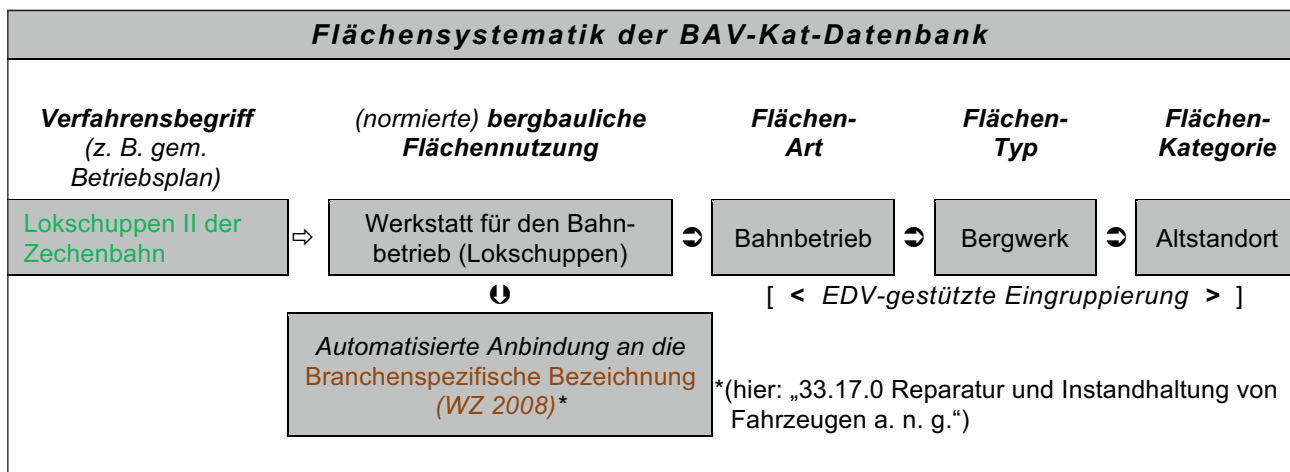 Flächensystematik der BAV-Kat-Datenbank
Verfahrensbegriff
(z. B. gem.
Betriebsplan)
(normierte) bergbauliche
Flächennutzung
Flächen-
Art
Flächen-
Typ
Flächen-
Kategorie
Lokschuppen II der
Zechenbahn
⇨
Werkstatt für den Bahn-
betrieb (Lokschuppen)
➲
Bahnbetrieb
➲
Bergwerk
➲
Altstandort
[ < EDV-gestützte Eingruppierung > ]
Automatisierte Anbindung an die
Branchenspezifische Bezeichnung
(WZ 2008)*
*(hier: „33.17.0 Reparatur und Instandhaltung von
Fahrzeugen a. n. g.“)